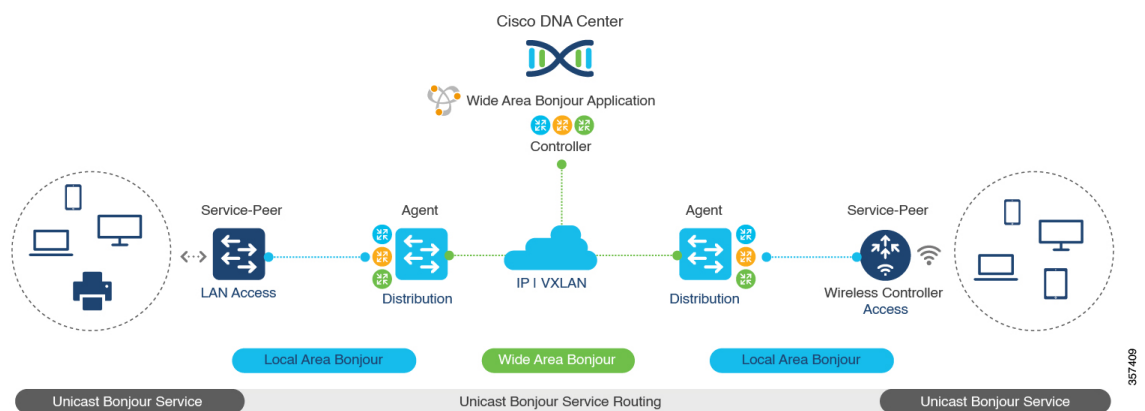 Cisco DNA Center
Wide Area Bonjour Application
Controller
Service-Peer
Agent
Agent
Service-Peer
LAN Access
Distribution
IP | VXLAN
Distribution
Wireless Controller
Access
Local Area Bonjour
Wide Area Bonjour
Local Area Bonjour
Unicast Bonjour Service
Unicast Bonjour Service Routing
Unicast Bonjour Service
357409